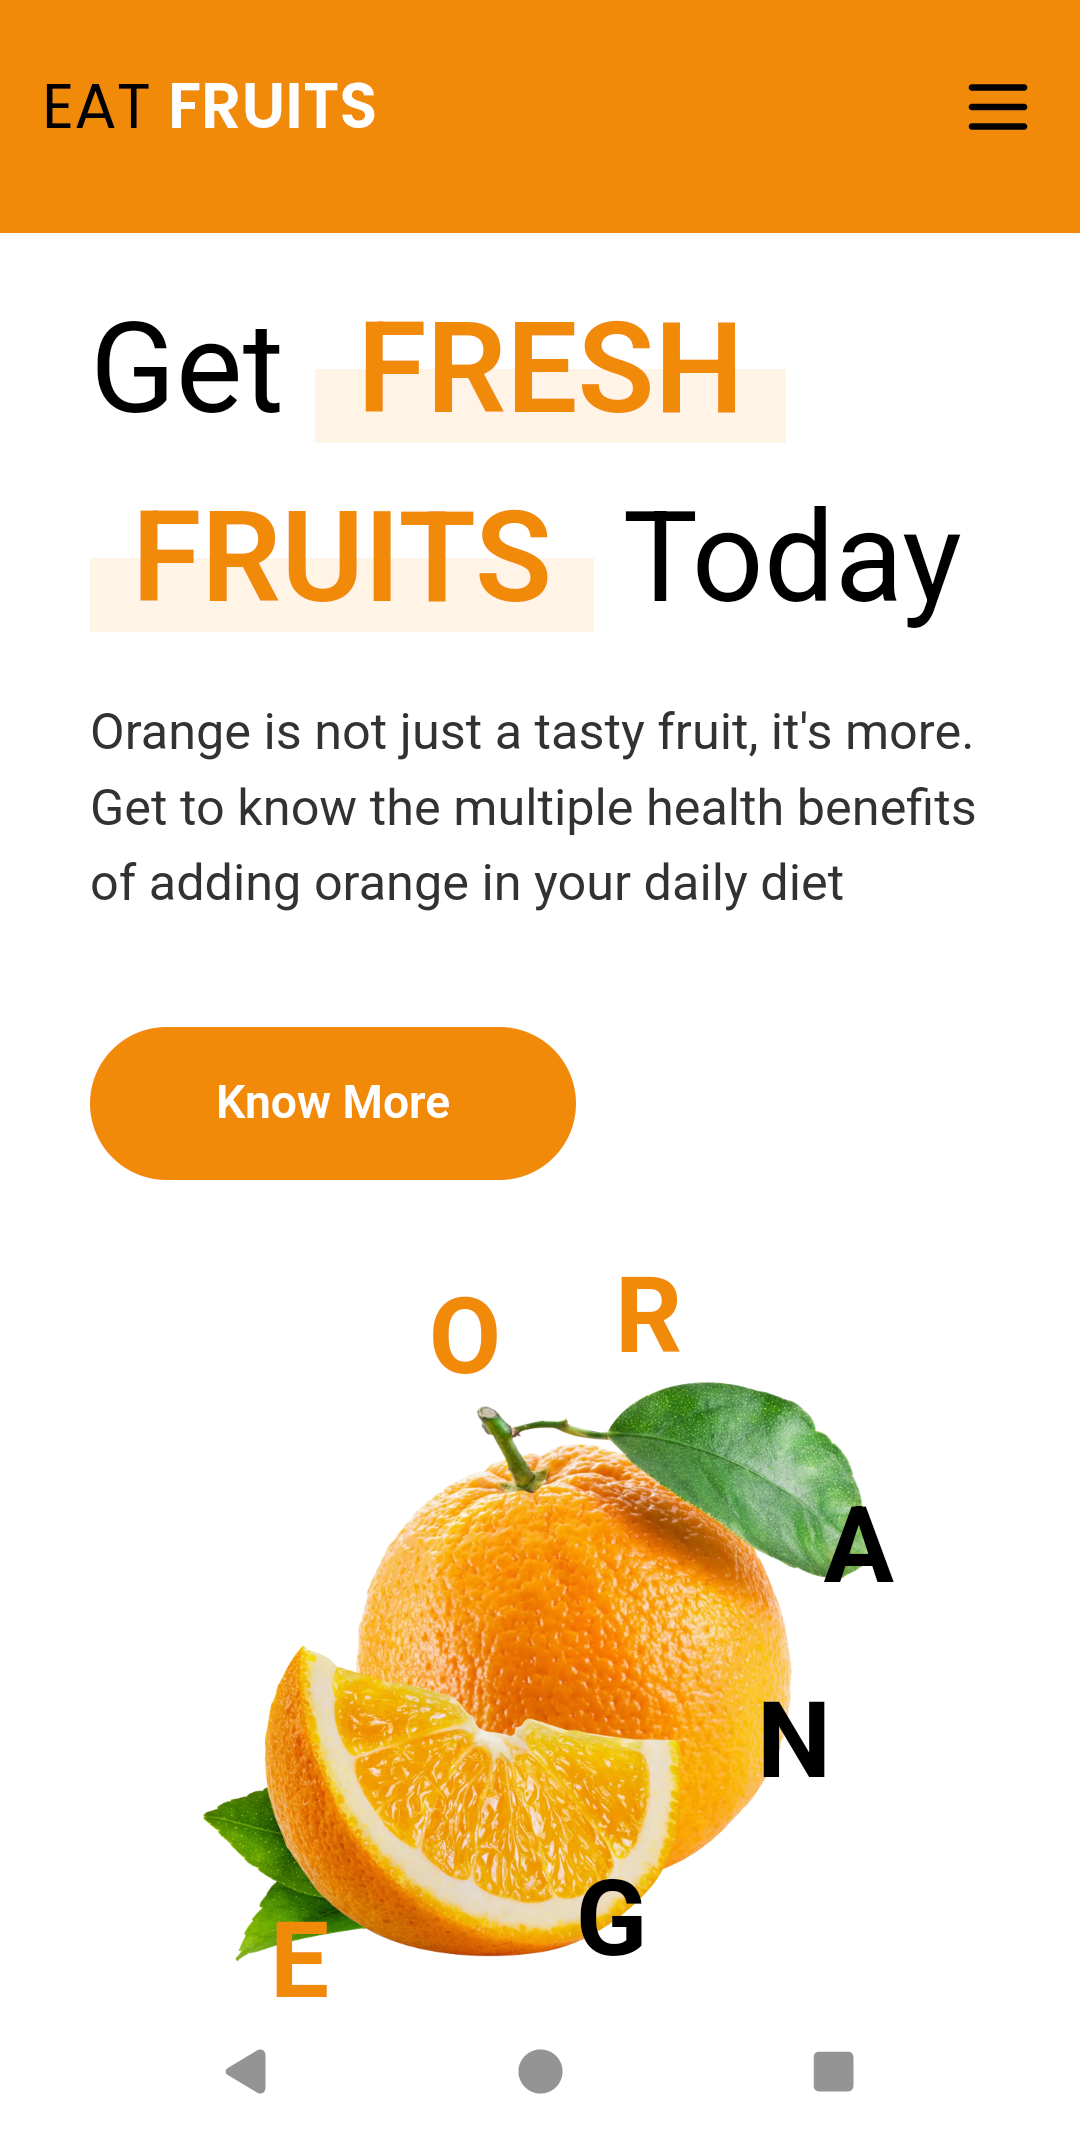 EAT FRUITS
Get FRESH
FRUITS Today
Orange is not just a tasty fruit, it's more.
Get to know the multiple health benefits
of adding orange in your daily diet
Know More
O
R
A
N
G
E